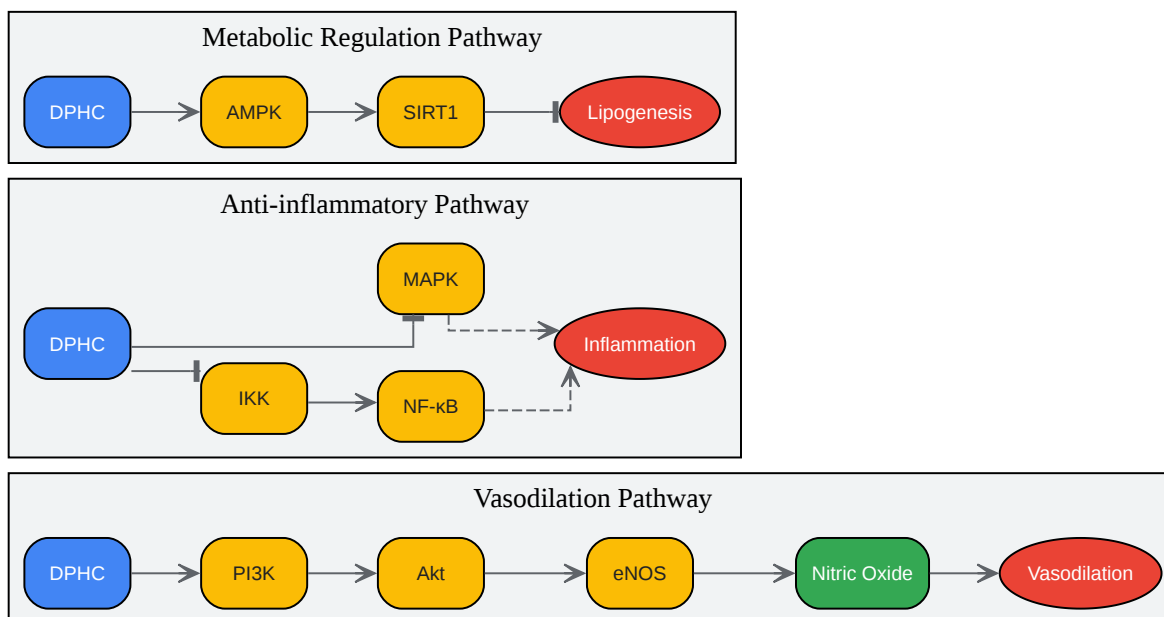 Metabolic Regulation Pathway
DPHC
AMPK
SIRT1
Lipogenesis
Anti-inflammatory Pathway
MAPK
DPHC
Inflammation
IKK
NF-κB
Vasodilation Pathway
DPHC
PI3K
Akt
eNOS
Nitric Oxide
Vasodilation